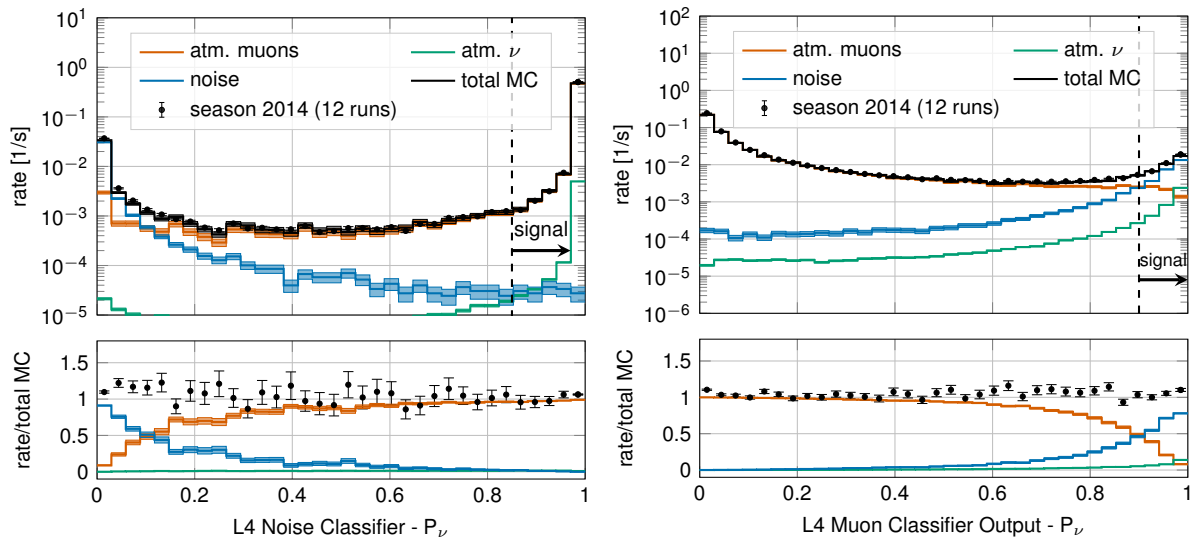 10^1
10^0
10^-1
10^-2
10^-3
10^-4
10^-5
rate [1/s]
atm. muons
atm. ν
noise
total MC
season 2014 (12 runs)
signal
1.5
1
0.5
0
rate/total MC
0 0.2 0.4 0.6 0.8 1
L4 Noise Classifier - P_ν
10^2
10^1
10^0
10^-1
10^-2
10^-3
10^-4
10^-5
10^-6
rate [1/s]
atm. muons
atm. ν
noise
total MC
season 2014 (12 runs)
signal
1.5
1
0.5
0
rate/total MC
0 0.2 0.4 0.6 0.8 1
L4 Muon Classifier Output - P_ν